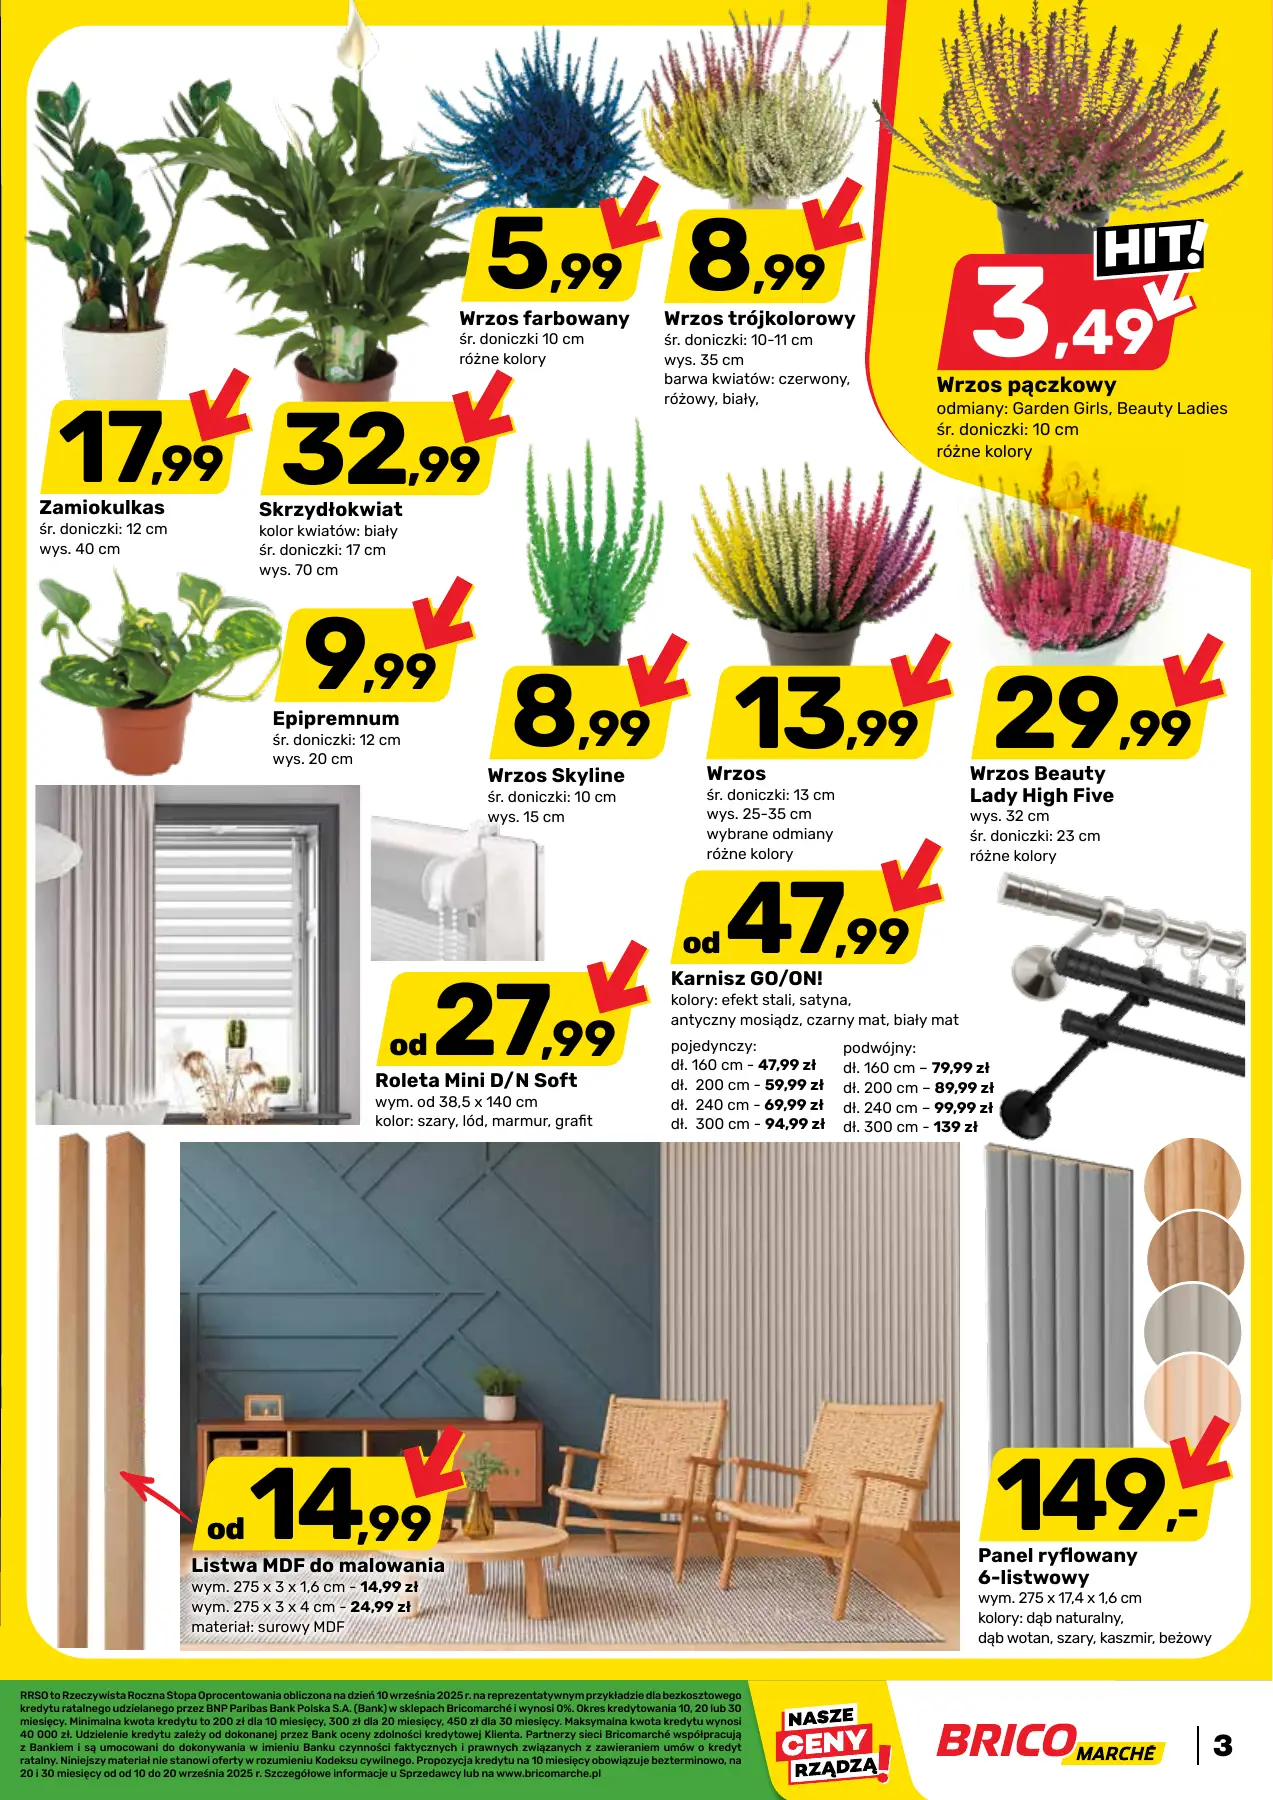 5,99
Wrzos farbowany
śr. doniczki 10 cm
różne kolory
8,99
Wrzos trójkolorowy
śr. doniczki: 10-11 cm
wys. 35 cm
barwa kwiatów: czerwony,
różowy, biały,
HIT!
3,49
Wrzos pączkowy
odmiany: Garden Girls, Beauty Ladies
śr. doniczki: 10 cm
różne kolory
17,99
Zamiokulkas
śr. doniczki: 12 cm
wys. 40 cm
32,99
Skrzydłokwiat
kolor kwiatów: biały
śr. doniczki: 17 cm
wys. 70 cm
9,99
Epipremnum
śr. doniczki: 12 cm
wys. 20 cm
8,99
Wrzos Skyline
śr. doniczki: 10 cm
wys. 15 cm
13,99
Wrzos
śr. doniczki: 13 cm
wys. 25-35 cm
wybrane odmiany
różne kolory
29,99
Wrzos Beauty
Lady High Five
wys. 32 cm
śr. doniczki: 23 cm
różne kolory
od 27,99
Roleta Mini D/N Soft
wym. od 38,5 x 140 cm
kolor: szary, lód, marmur, grafit
od 47,99
Karnisz GO/ON!
kolory: efekt stali, satyna,
antyczny mosiądz, czarny mat, biały mat
pojedynczy:
dł. 160 cm - 47,99 zł
dł. 200 cm - 59,99 zł
dł. 240 cm - 69,99 zł
dł. 300 cm - 94,99 zł
podwójny:
dł. 160 cm – 79,99 zł
dł. 200 cm – 89,99 zł
dł. 240 cm – 99,99 zł
dł. 300 cm - 139 zł
od 14,99
Listwa MDF do malowania
wym. 275 x 3 x 1,6 cm - 14,99 zł
wym. 275 x 3 x 4 cm - 24,99 zł
materiał: surowy MDF
149,-
Panel ryflowany
6-listwowy
wym. 275 x 17,4 x 1,6 cm
kolory: dąb naturalny,
dąb wotan, szary, kaszmir, beżowy
RRSO to Rzeczywista Roczna Stopa Oprocentowania obliczona na dzień 10 września 2025 r. na reprezentatywnym przykładzie dla bezkosztowego
kredytu ratalnego udzielanego przez BNP Paribas Bank Polska S.A. (Bank) w sklepach Bricomarché i wynosi 0%. Okres kredytowania 10, 20 lub 30
miesięcy. Minimalna kwota kredytu to 200 zł dla 10 miesięcy, 300 zł dla 20 miesięcy, 450 zł dla 30 miesięcy. Maksymalna kwota kredytu wynosi
40 000 zł. Udzielenie kredytu zależy od dokonanej przez Bank oceny zdolności kredytowej Klienta. Partnerzy sieci Bricomarché współpracują
z Bankiem i są umocowani do dokonywania w imieniu Banku czynności faktycznych i prawnych związanych z zawieraniem umów o kredyt
ratalny. Niniejszy materiał nie stanowi oferty w rozumieniu Kodeksu cywilnego. Propozycja kredytu na 10 miesięcy obowiązuje bezterminowo, na
20 i 30 miesięcy od od 10 do 20 września 2025 r. Szczegółowe informacje u Sprzedawcy lub na www.bricomarche.pl
NASZE
CENY
RZĄDZĄ!
BRICO
MARCHÉ
3